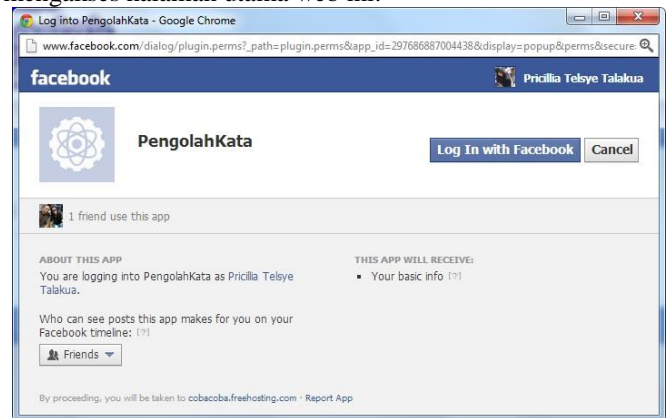 Log into PengolahKata - Google Chrome
www.facebook.com/dialog/plugin.perms?_path=plugin.perms&app_id=297686887004438&display=popup&perms&secure
facebook
Pricillia Telsye Talakua
PengolahKata
Log In with Facebook
Cancel
1 friend use this app
ABOUT THIS APP
You are logging into PengolahKata as Pricillia Telsye
Talakua.
Who can see posts this app makes for you on your
Facebook timeline: [?]
Friends
THIS APP WILL RECEIVE:
▪ Your basic info [?]
By proceeding, you will be taken to cobacoba.freehosting.com · Report App